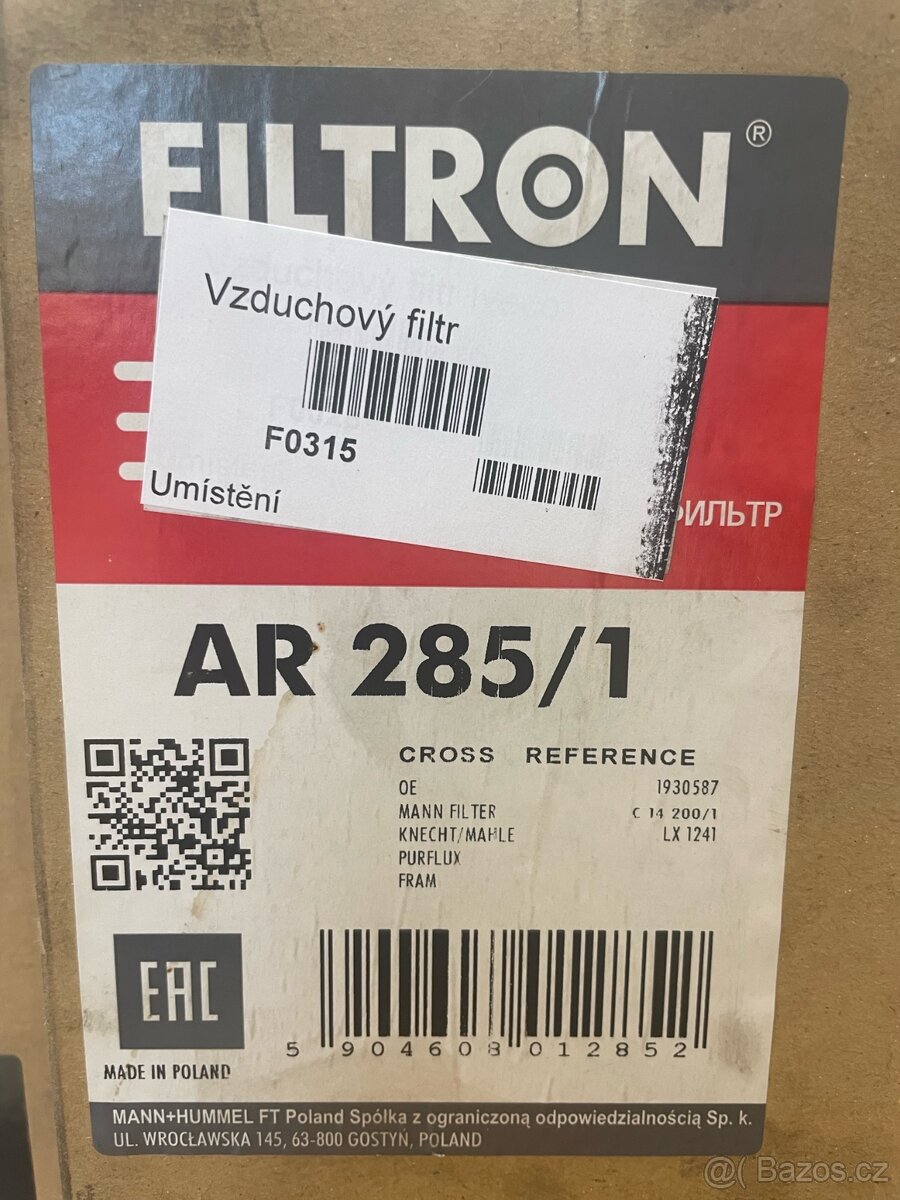 FILTRON®
Vzduchový filtr
F0315
Umístění
ФИЛЬТР
AR 285/1
CROSS REFERENCE
OE 1930587
MANN FILTER C 14 200/1
KNECHT/MAHLE LX 1241
PURFLUX
FRAM
EAC
5 904608 012852
MADE IN POLAND
MANN+HUMMEL FT Poland Spółka z ograniczoną odpowiedzialnością Sp. k.
UL. WROCŁAWSKA 145, 63-800 GOSTYŃ, POLAND
@( Bazos.cz